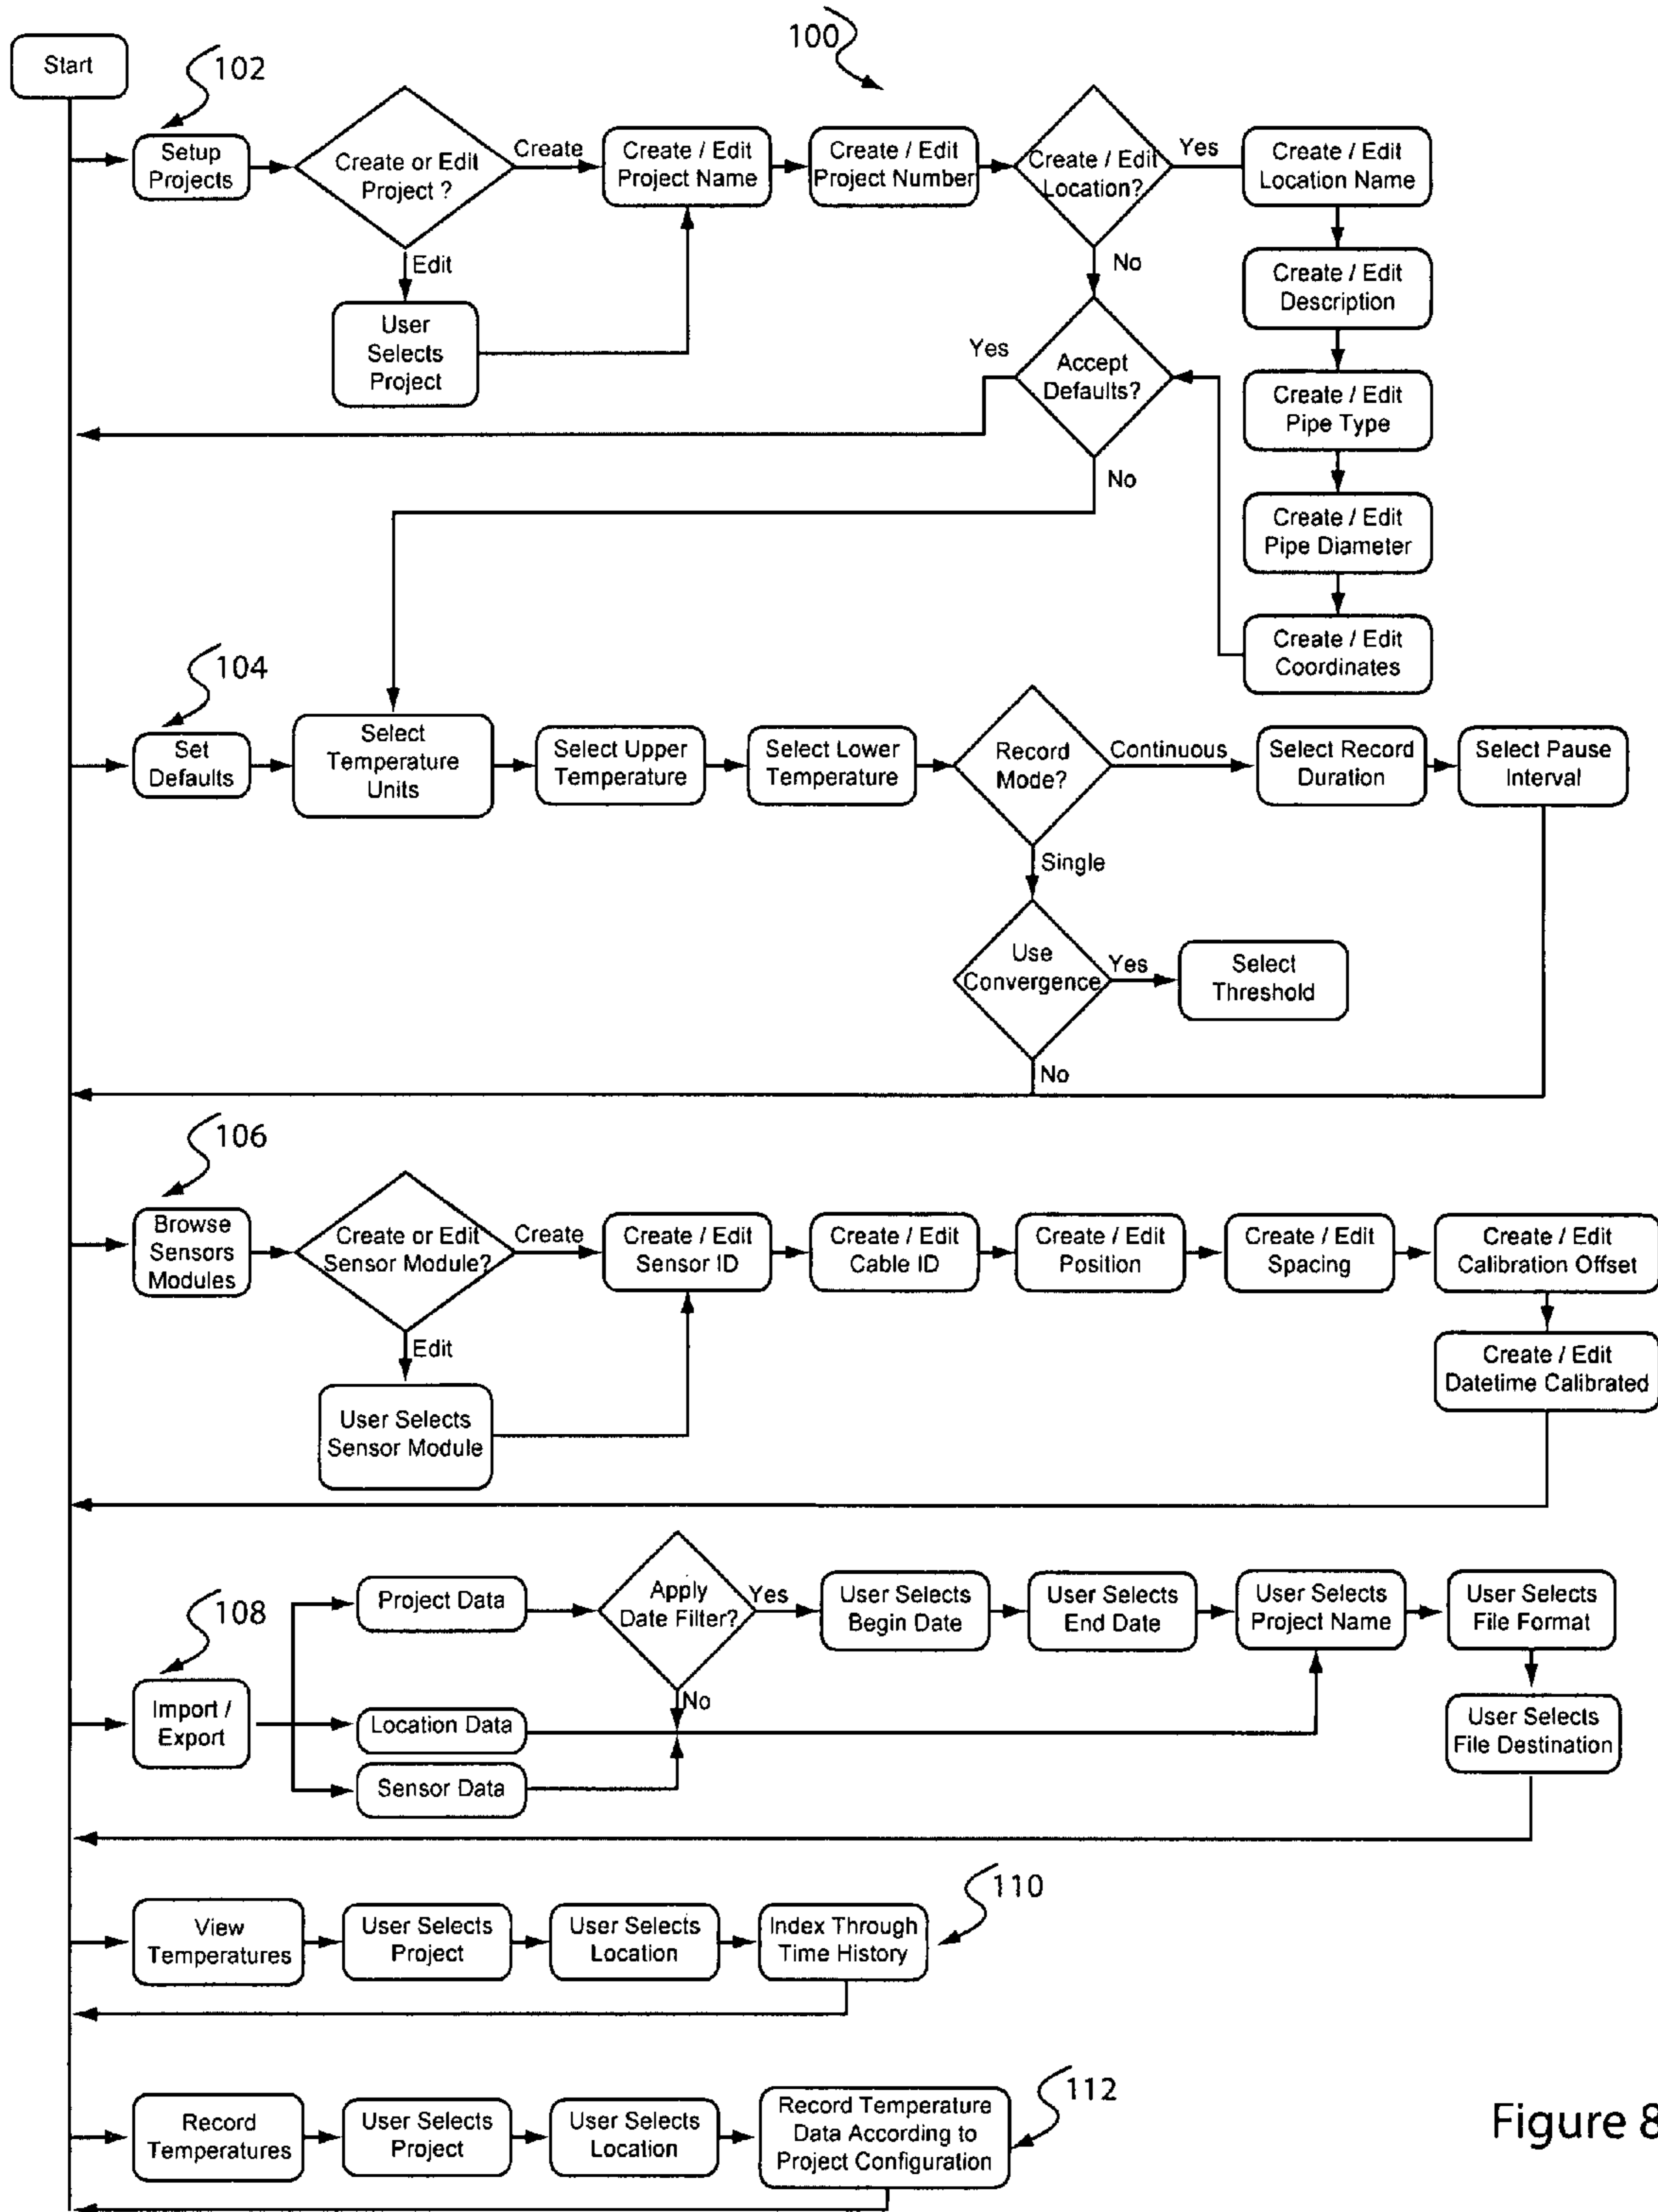 100
Start
102
Setup
Projects
Create or Edit
Project ?
Create
Edit
User
Selects
Project
Create / Edit
Project Name
Create / Edit
Project Number
Create / Edit
Location?
Yes
No
Create / Edit
Location Name
Create / Edit
Description
Create / Edit
Pipe Type
Create / Edit
Pipe Diameter
Create / Edit
Coordinates
Accept
Defaults?
Yes
No
104
Set
Defaults
Select
Temperature
Units
Select Upper
Temperature
Select Lower
Temperature
Record
Mode?
Continuous
Select Record
Duration
Select Pause
Interval
Single
Use
Convergence
Yes
Select
Threshold
No
106
Browse
Sensors
Modules
Create or Edit
Sensor Module?
Create
Edit
User Selects
Sensor Module
Create / Edit
Sensor ID
Create / Edit
Cable ID
Create / Edit
Position
Create / Edit
Spacing
Create / Edit
Calibration Offset
Create / Edit
Datetime Calibrated
108
Import /
Export
Project Data
Location Data
Sensor Data
Apply
Date Filter?
Yes
No
User Selects
Begin Date
User Selects
End Date
User Selects
Project Name
User Selects
File Format
User Selects
File Destination
View
Temperatures
User Selects
Project
User Selects
Location
Index Through
Time History
110
Record
Temperatures
User Selects
Project
User Selects
Location
Record Temperature
Data According to
Project Configuration
112
Figure 8